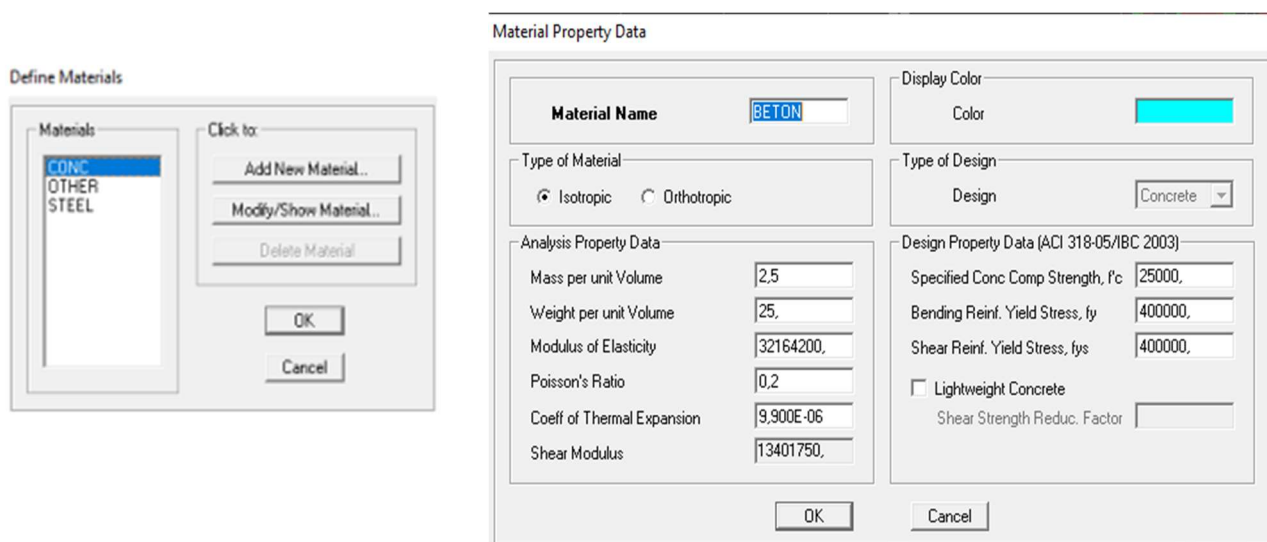 Define Materials
Materials
CONC
OTHER
STEEL
Click to:
Add New Material...
Modify/Show Material...
Delete Material
OK
Cancel
Material Property Data
Material Name BETON
Display Color
Color
Type of Material
Isotropic Orthotropic
Type of Design
Design Concrete
Analysis Property Data
Mass per unit Volume 2,5
Weight per unit Volume 25,
Modulus of Elasticity 32164200,
Poisson's Ratio 0,2
Coeff of Thermal Expansion 9,900E-06
Shear Modulus 13401750,
Design Property Data (ACI 318-05/IBC 2003)
Specified Conc Comp Strength, f'c 25000,
Bending Reinf. Yield Stress, fy 400000,
Shear Reinf. Yield Stress, fys 400000,
Lightweight Concrete
Shear Strength Reduc. Factor
OK Cancel